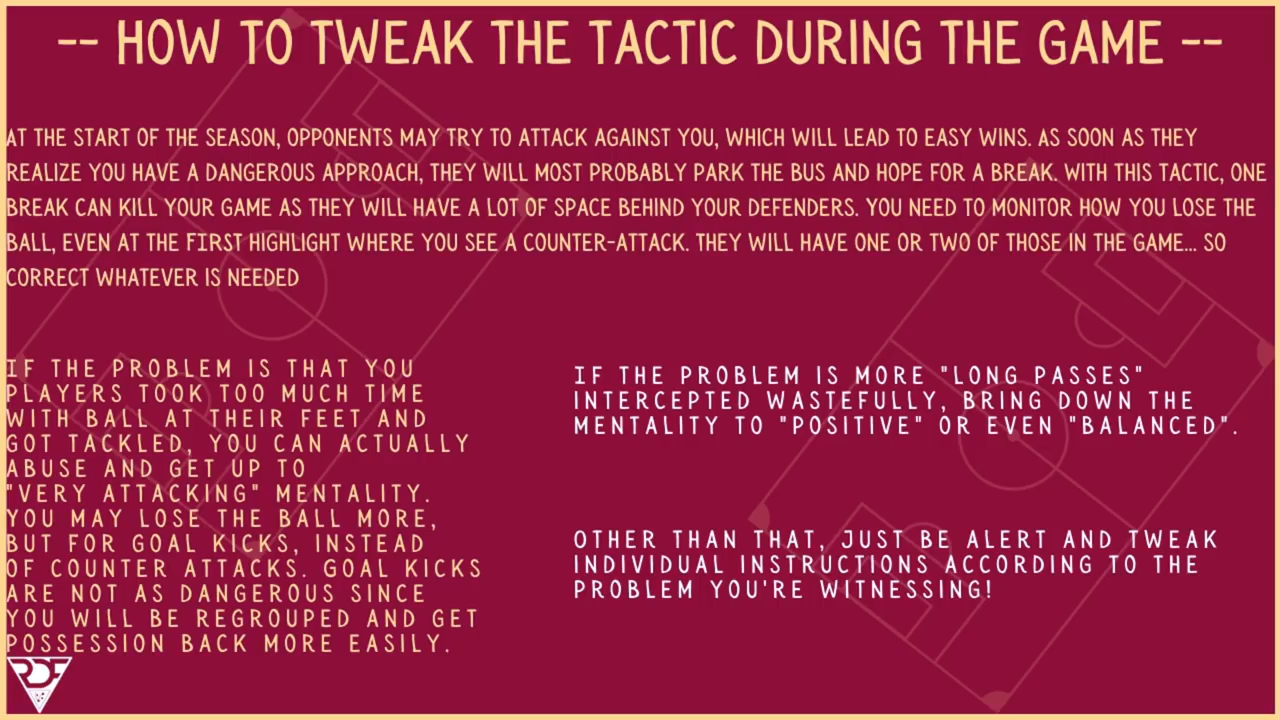 -- HOW TO TWEAK THE TACTIC DURING THE GAME --
AT THE START OF THE SEASON, OPPONENTS MAY TRY TO ATTACK AGAINST YOU, WHICH WILL LEAD TO EASY WINS. AS SOON AS THEY
REALIZE YOU HAVE A DANGEROUS APPROACH, THEY WILL MOST PROBABLY PARK THE BUS AND HOPE FOR A BREAK. WITH THIS TACTIC, ONE
BREAK CAN KILL YOUR GAME AS THEY WILL HAVE A LOT OF SPACE BEHIND YOUR DEFENDERS. YOU NEED TO MONITOR HOW YOU LOSE THE
BALL, EVEN AT THE FIRST HIGHLIGHT WHERE YOU SEE A COUNTER-ATTACK. THEY WILL HAVE ONE OR TWO OF THOSE IN THE GAME... SO
CORRECT WHATEVER IS NEEDED
IF THE PROBLEM IS THAT YOU
PLAYERS TOOK TOO MUCH TIME
WITH BALL AT THEIR FEET AND
GOT TACKLED, YOU CAN ACTUALLY
ABUSE AND GET UP TO
"VERY ATTACKING" MENTALITY.
YOU MAY LOSE THE BALL MORE,
BUT FOR GOAL KICKS, INSTEAD
OF COUNTER ATTACKS. GOAL KICKS
ARE NOT AS DANGEROUS SINCE
YOU WILL BE REGROUPED AND GET
POSSESSION BACK MORE EASILY.
IF THE PROBLEM IS MORE "LONG PASSES"
INTERCEPTED WASTEFULLY, BRING DOWN THE
MENTALITY TO "POSITIVE" OR EVEN "BALANCED".
OTHER THAN THAT, JUST BE ALERT AND TWEAK
INDIVIDUAL INSTRUCTIONS ACCORDING TO THE
PROBLEM YOU'RE WITNESSING!
RDF